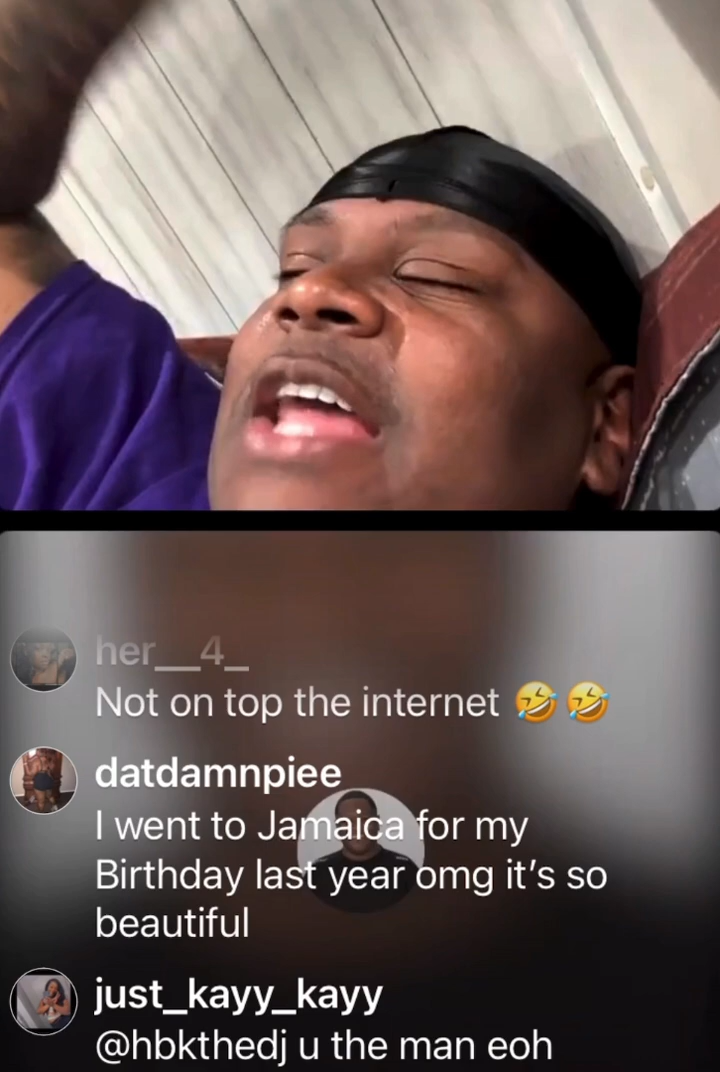 her__4_
Not on top the internet 🤣🤣
datdamnpiee
I went to Jamaica for my
Birthday last year omg it's so
beautiful
just_kayy_kayy
@hbkthedj u the man eoh